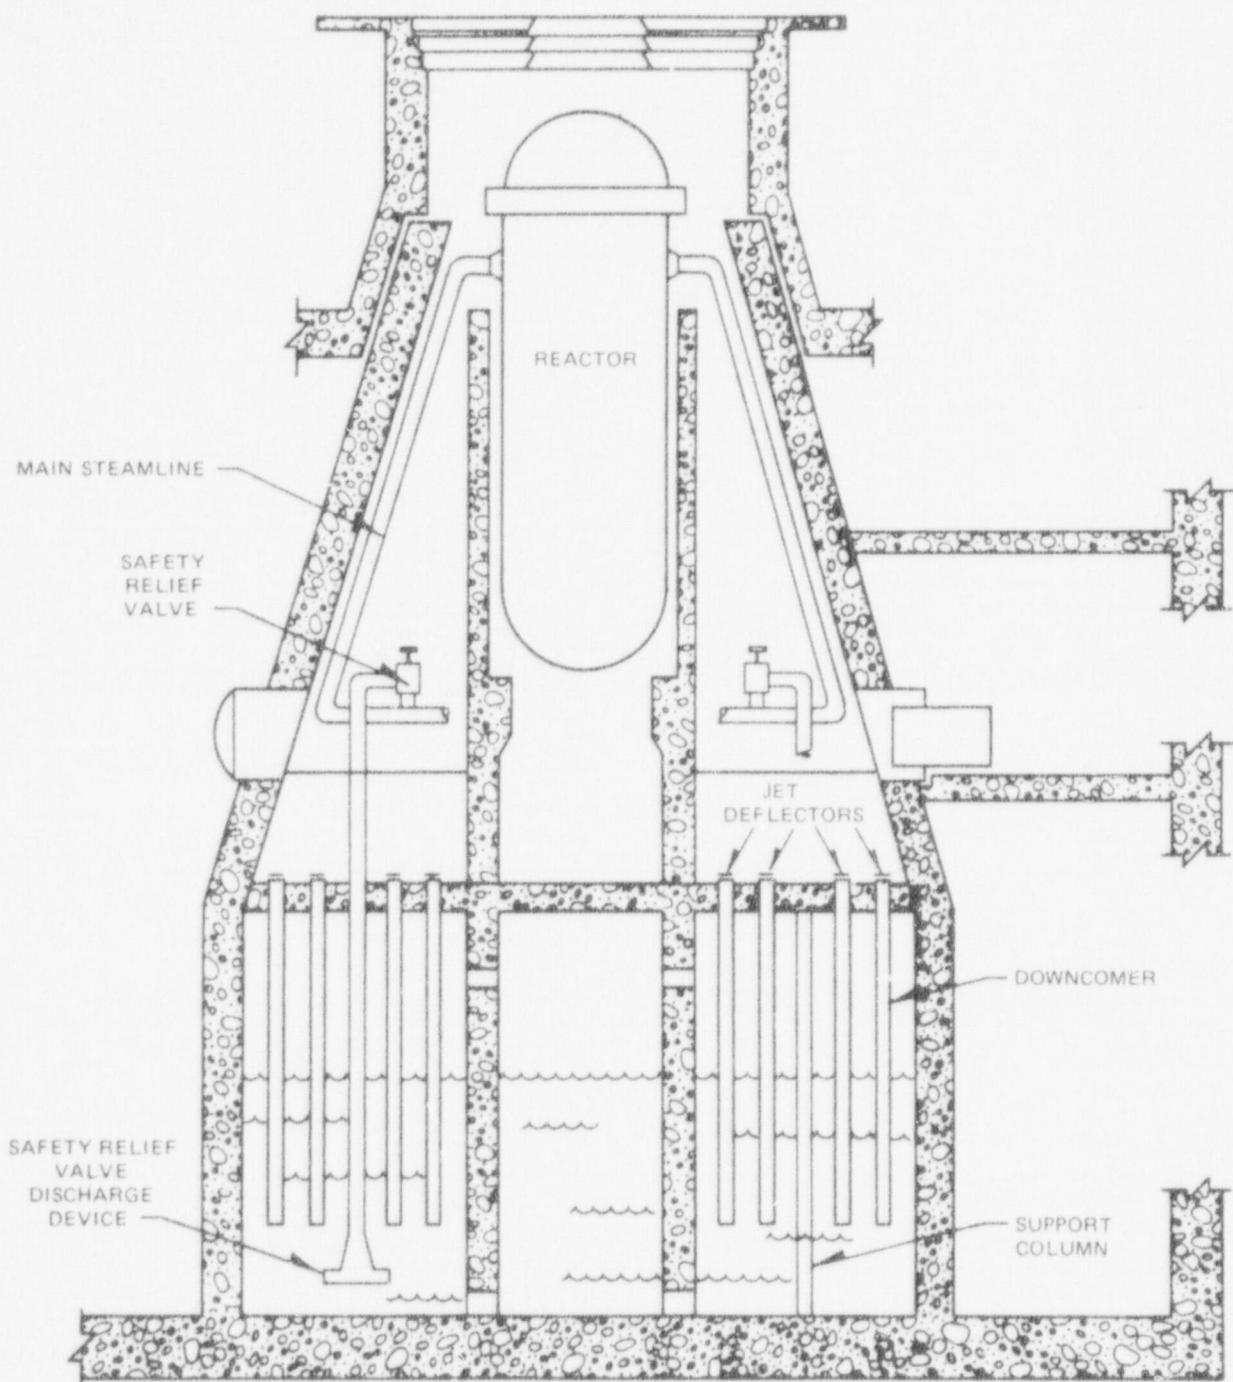 REACTOR
MAIN STEAMLINE
SAFETY
RELIEF
VALVE
JET
DEFLECTORS
DOWNCOMER
SAFETY RELIEF
VALVE
DISCHARGE
DEVICE
SUPPORT
COLUMN